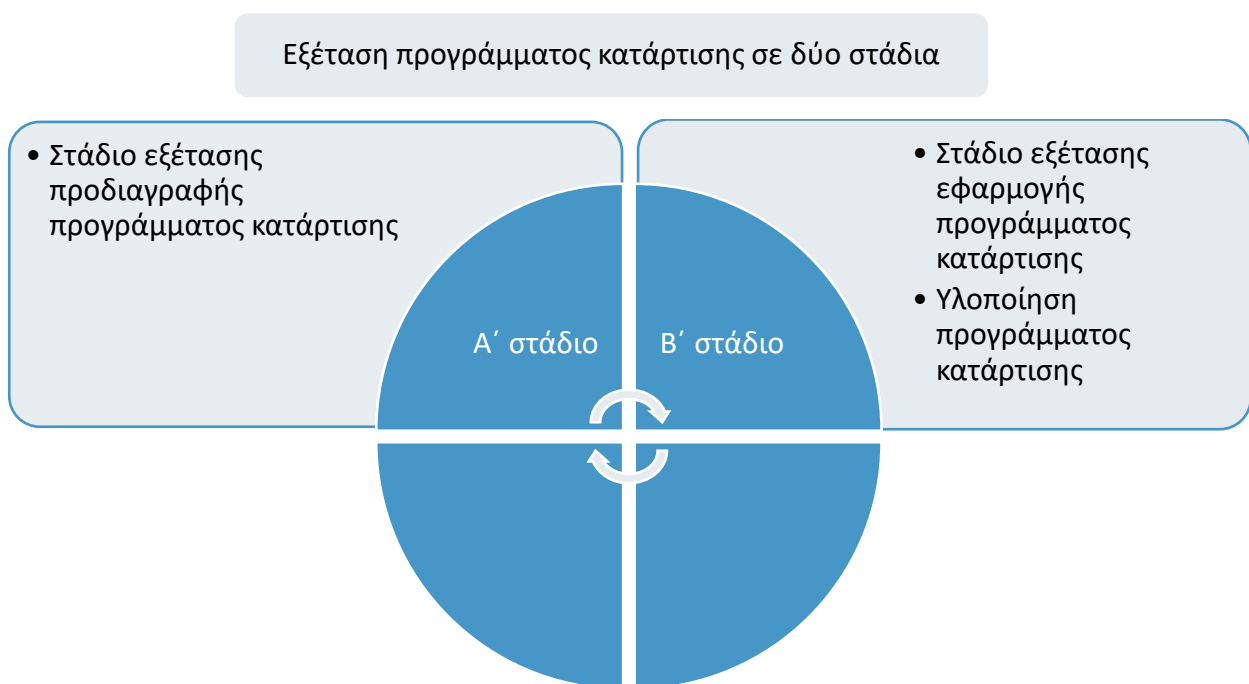 Εξέταση προγράμματος κατάρτισης σε δύο στάδια
• Στάδιο εξέτασης
προδιαγραφής
προγράμματος κατάρτισης
• Στάδιο εξέτασης
εφαρμογής
προγράμματος
κατάρτισης
• Υλοποίηση
προγράμματος
κατάρτισης
Α΄ στάδιο
Β΄ στάδιο